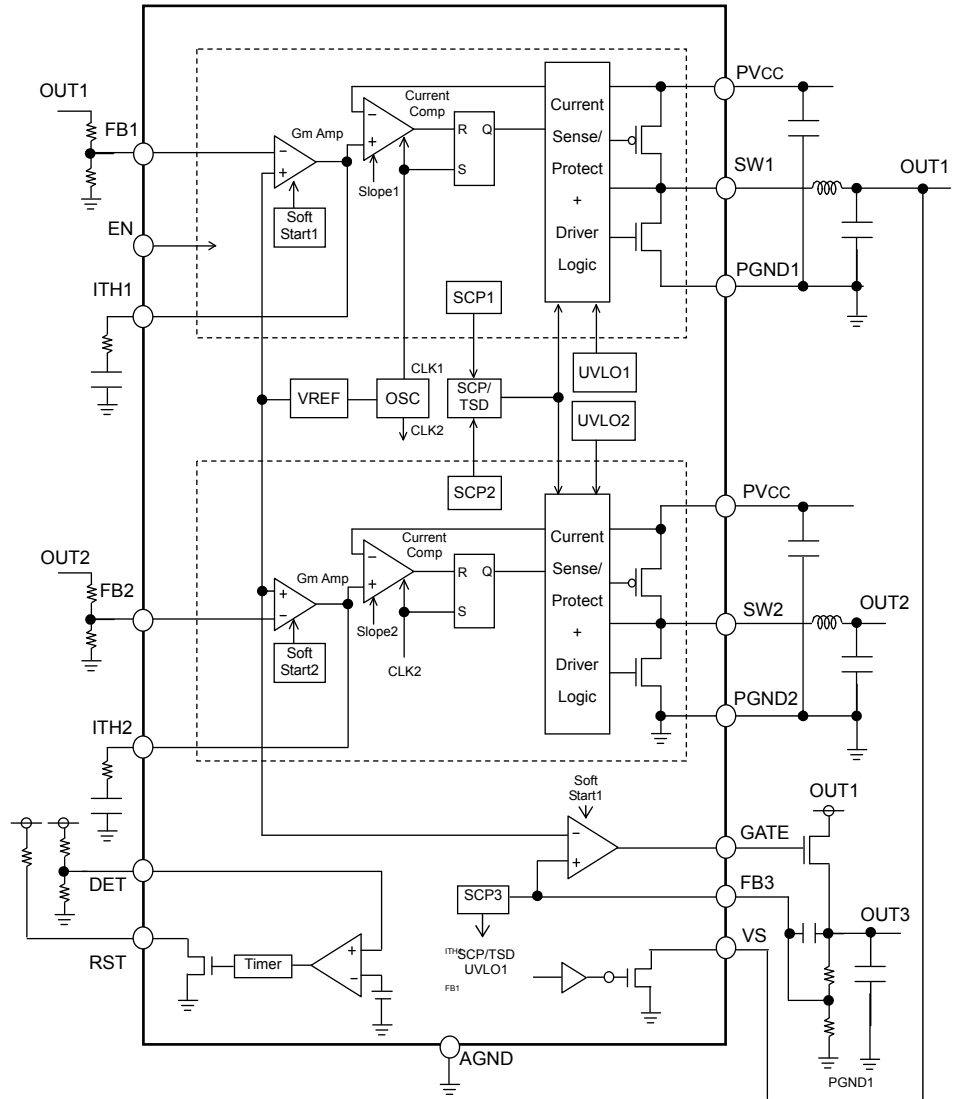 PVCC
OUT1
Current
Comp
Current
Sense/
Protect
+
Driver
Logic
FB1
Gm Amp
−
+
−
+
R
Q
S
SW1
OUT1
Slope1
Soft
Start1
EN
PGND1
ITH1
SCP1
CLK1
UVLO1
VREF
OSC
SCP/
TSD
CLK2
UVLO2
SCP2
PVCC
OUT2
Current
Comp
Current
Sense/
Protect
+
Driver
Logic
FB2
Gm Amp
+
−
−
+
R
Q
S
SW2
OUT2
Slope2
Soft
Start2
CLK2
PGND2
ITH2
Soft
Start1
OUT1
−
+
GATE
DET
SCP3
FB3
OUT3
VS
RST
Timer
+
−
ITH
SCP/TSD
UVLO1
FB1
AGND
PGND1